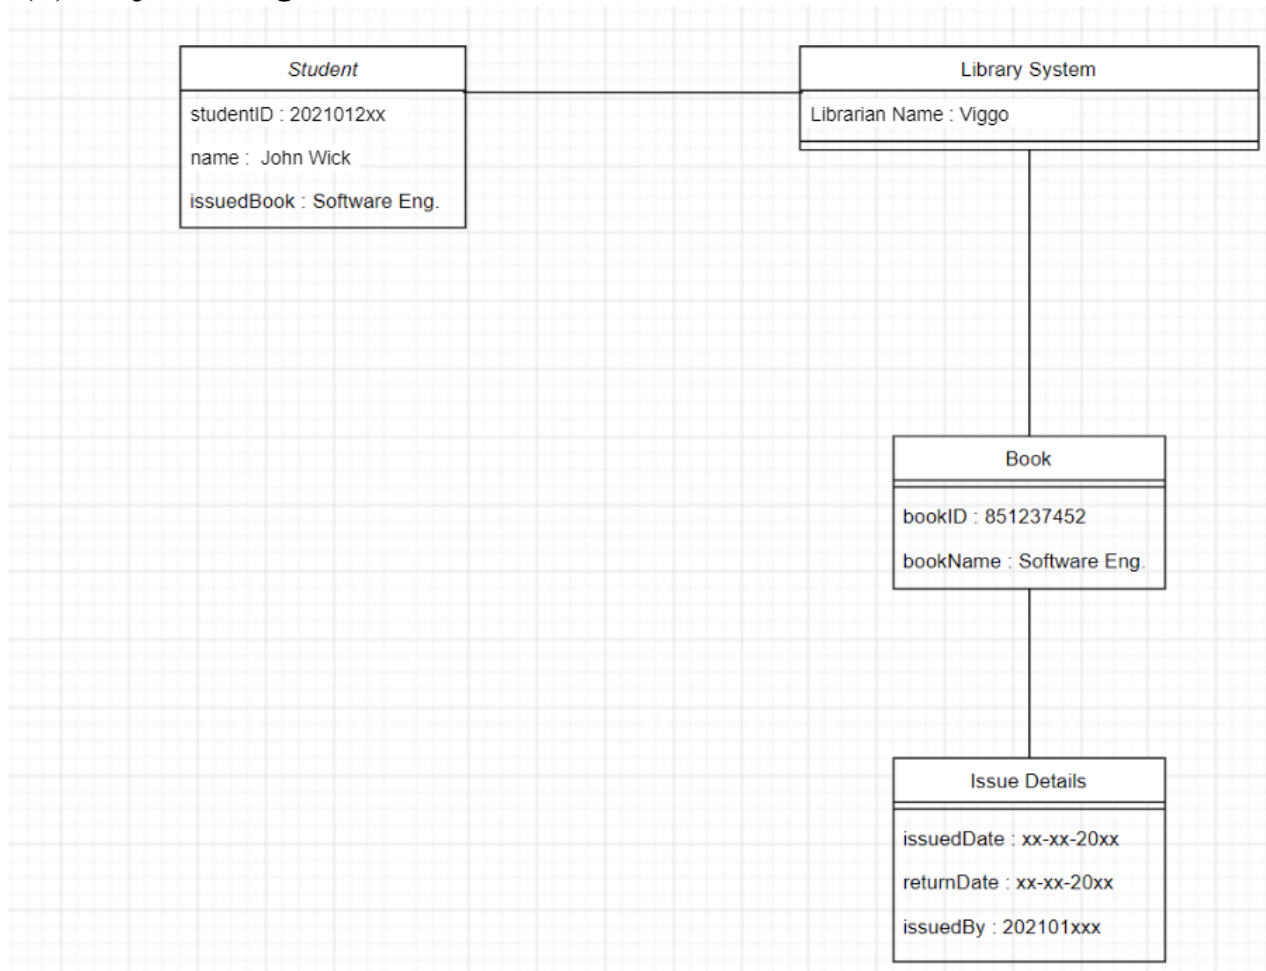 Student
studentID : 2021012xx
name : John Wick
issuedBook : Software Eng.
Library System
Librarian Name : Viggo
Book
bookID : 851237452
bookName : Software Eng.
Issue Details
issuedDate : xx-xx-20xx
returnDate : xx-xx-20xx
issuedBy : 202101xxx